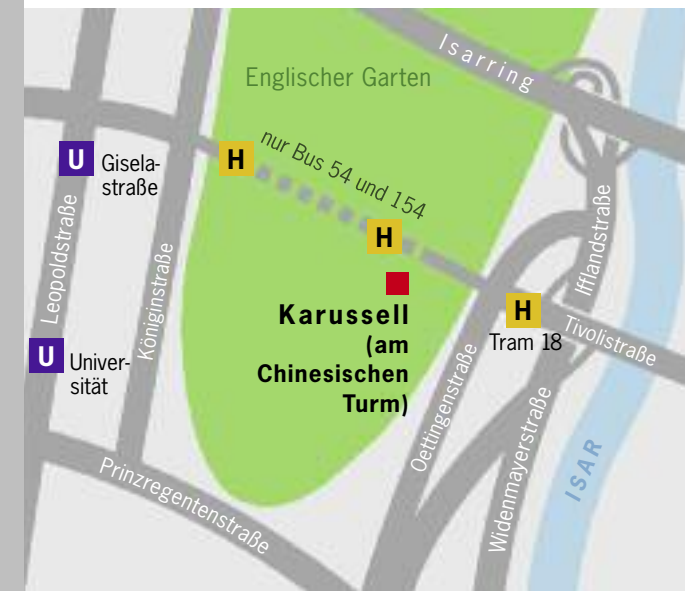 Isarring
Englischer Garten
nur Bus 54 und 154
H
U
Gisela-
straße
H
Leopoldstraße
Königinstraße
Ifflandstraße
Karussell
(am
Chinesischen
Turm)
H
Tram 18
Tivolistraße
U
Univer-
sität
Oettingenstraße
Widenmayerstraße
ISAR
Prinzregentenstraße